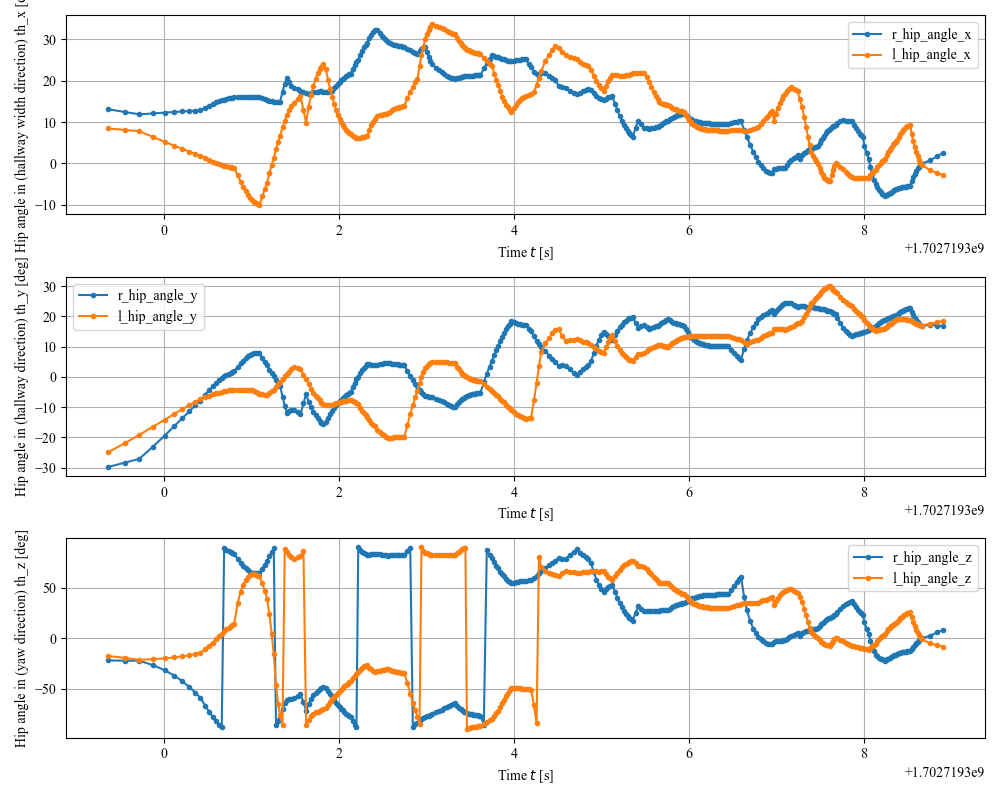 Hip angle in (hallway width direction) th_x
30
20
10
0
−10
r_hip_angle_x
l_hip_angle_x
0 2 4 6 8
Time t [s]
+1.7027193e9
Hip angle in (hallway direction) th_y [deg]
30
20
10
0
−10
−20
−30
r_hip_angle_y
l_hip_angle_y
0 2 4 6 8
Time t [s]
+1.7027193e9
Hip angle in (yaw direction) th_z [deg]
50
0
−50
r_hip_angle_z
l_hip_angle_z
0 2 4 6 8
Time t [s]
+1.7027193e9